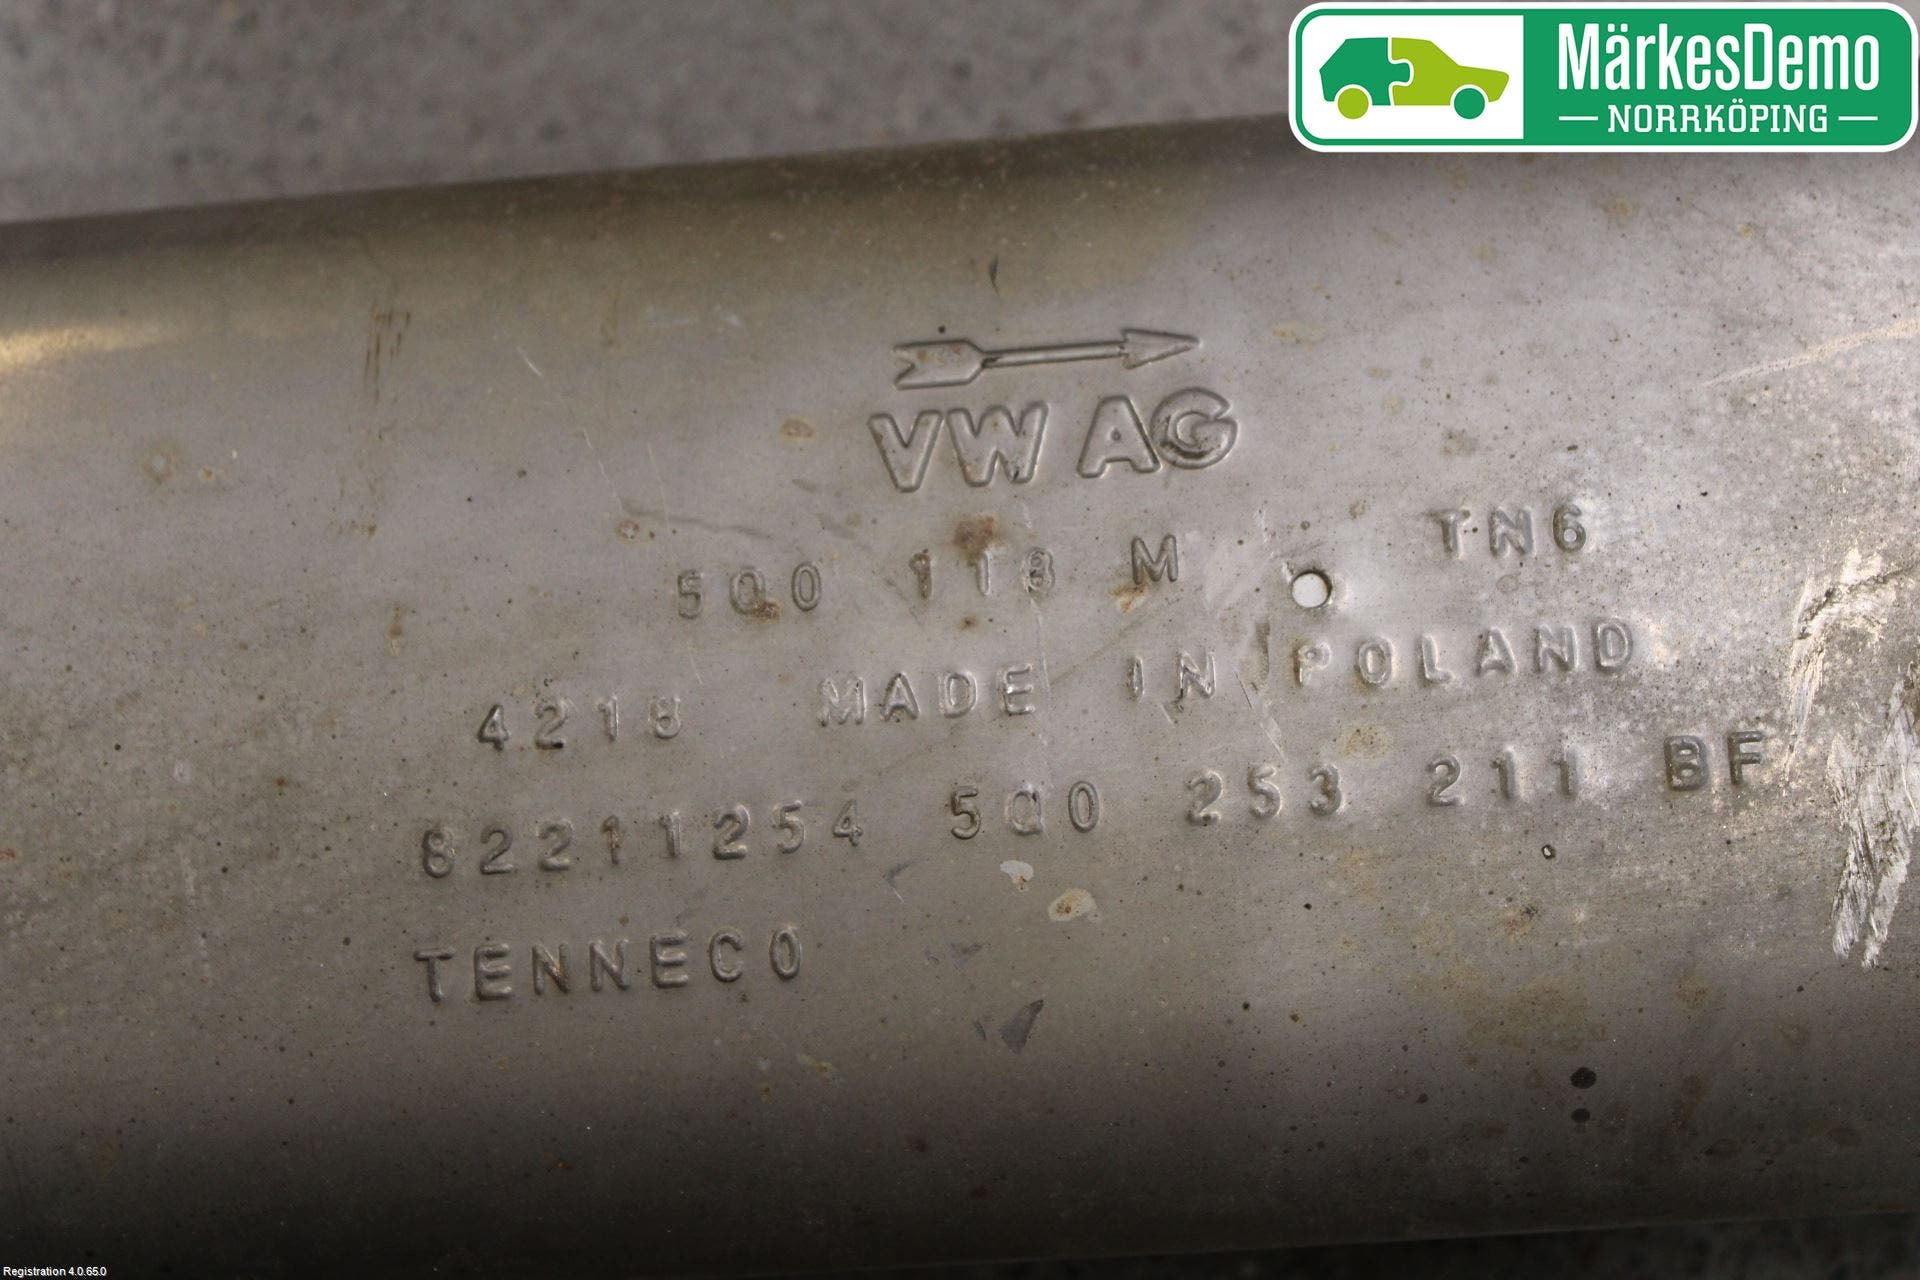 MärkesDemo
NORRKÖPING
VW AG
5Q0 118 M TN6
4218 MADE IN POLAND
82211254 5Q0 253 211 BF
TENNECO
Registration 4.0.65.0